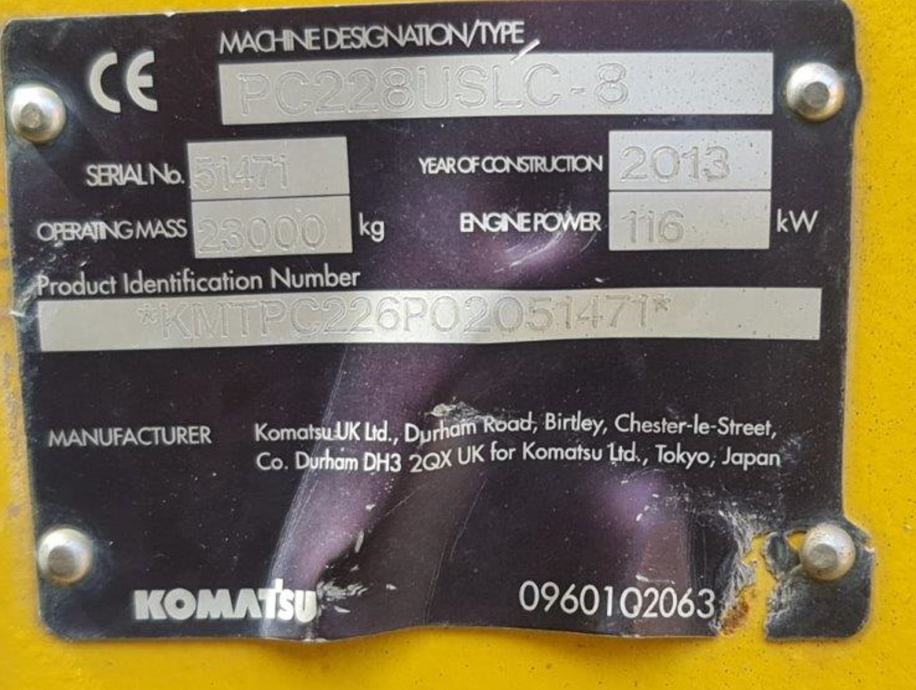 CE
MACHINE DESIGNATION/TYPE
PC228USLC-8
SERIAL No. 51471 YEAR OF CONSTRUCTION 2013
OPERATING MASS 23000 kg ENGINE POWER 116 kW
Product Identification Number
*KMTPC226P02051471*
MANUFACTURER Komatsu UK Ltd., Durham Road, Birtley, Chester-le-Street,
Co. Durham DH3 2QX UK for Komatsu Ltd., Tokyo, Japan
KOMATSU 09601Q2063